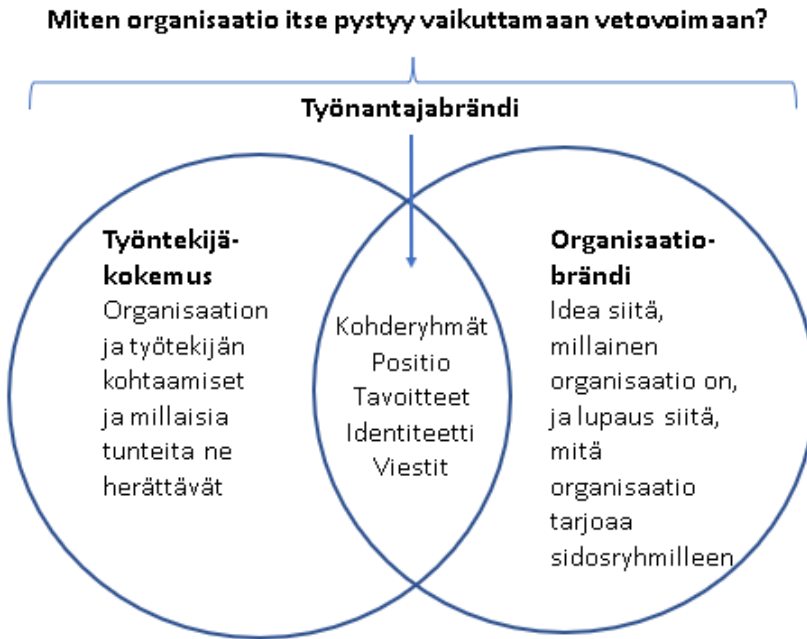 Miten organisaatio itse pystyy vaikuttamaan vetovoimaan?
Työnantajabrändi
Työntekijä-
kokemus
Organisaation
ja työtekijän
kohtaamiset
ja millaisia
tunteita ne
herättävät
Kohderyhmät
Positio
Tavoitteet
Identiteetti
Viestit
Organisaatio-
brändi
Idea siitä,
millainen
organisaatio on,
ja lupaus siitä,
mitä
organisaatio
tarjoaa
sidosryhmilleen